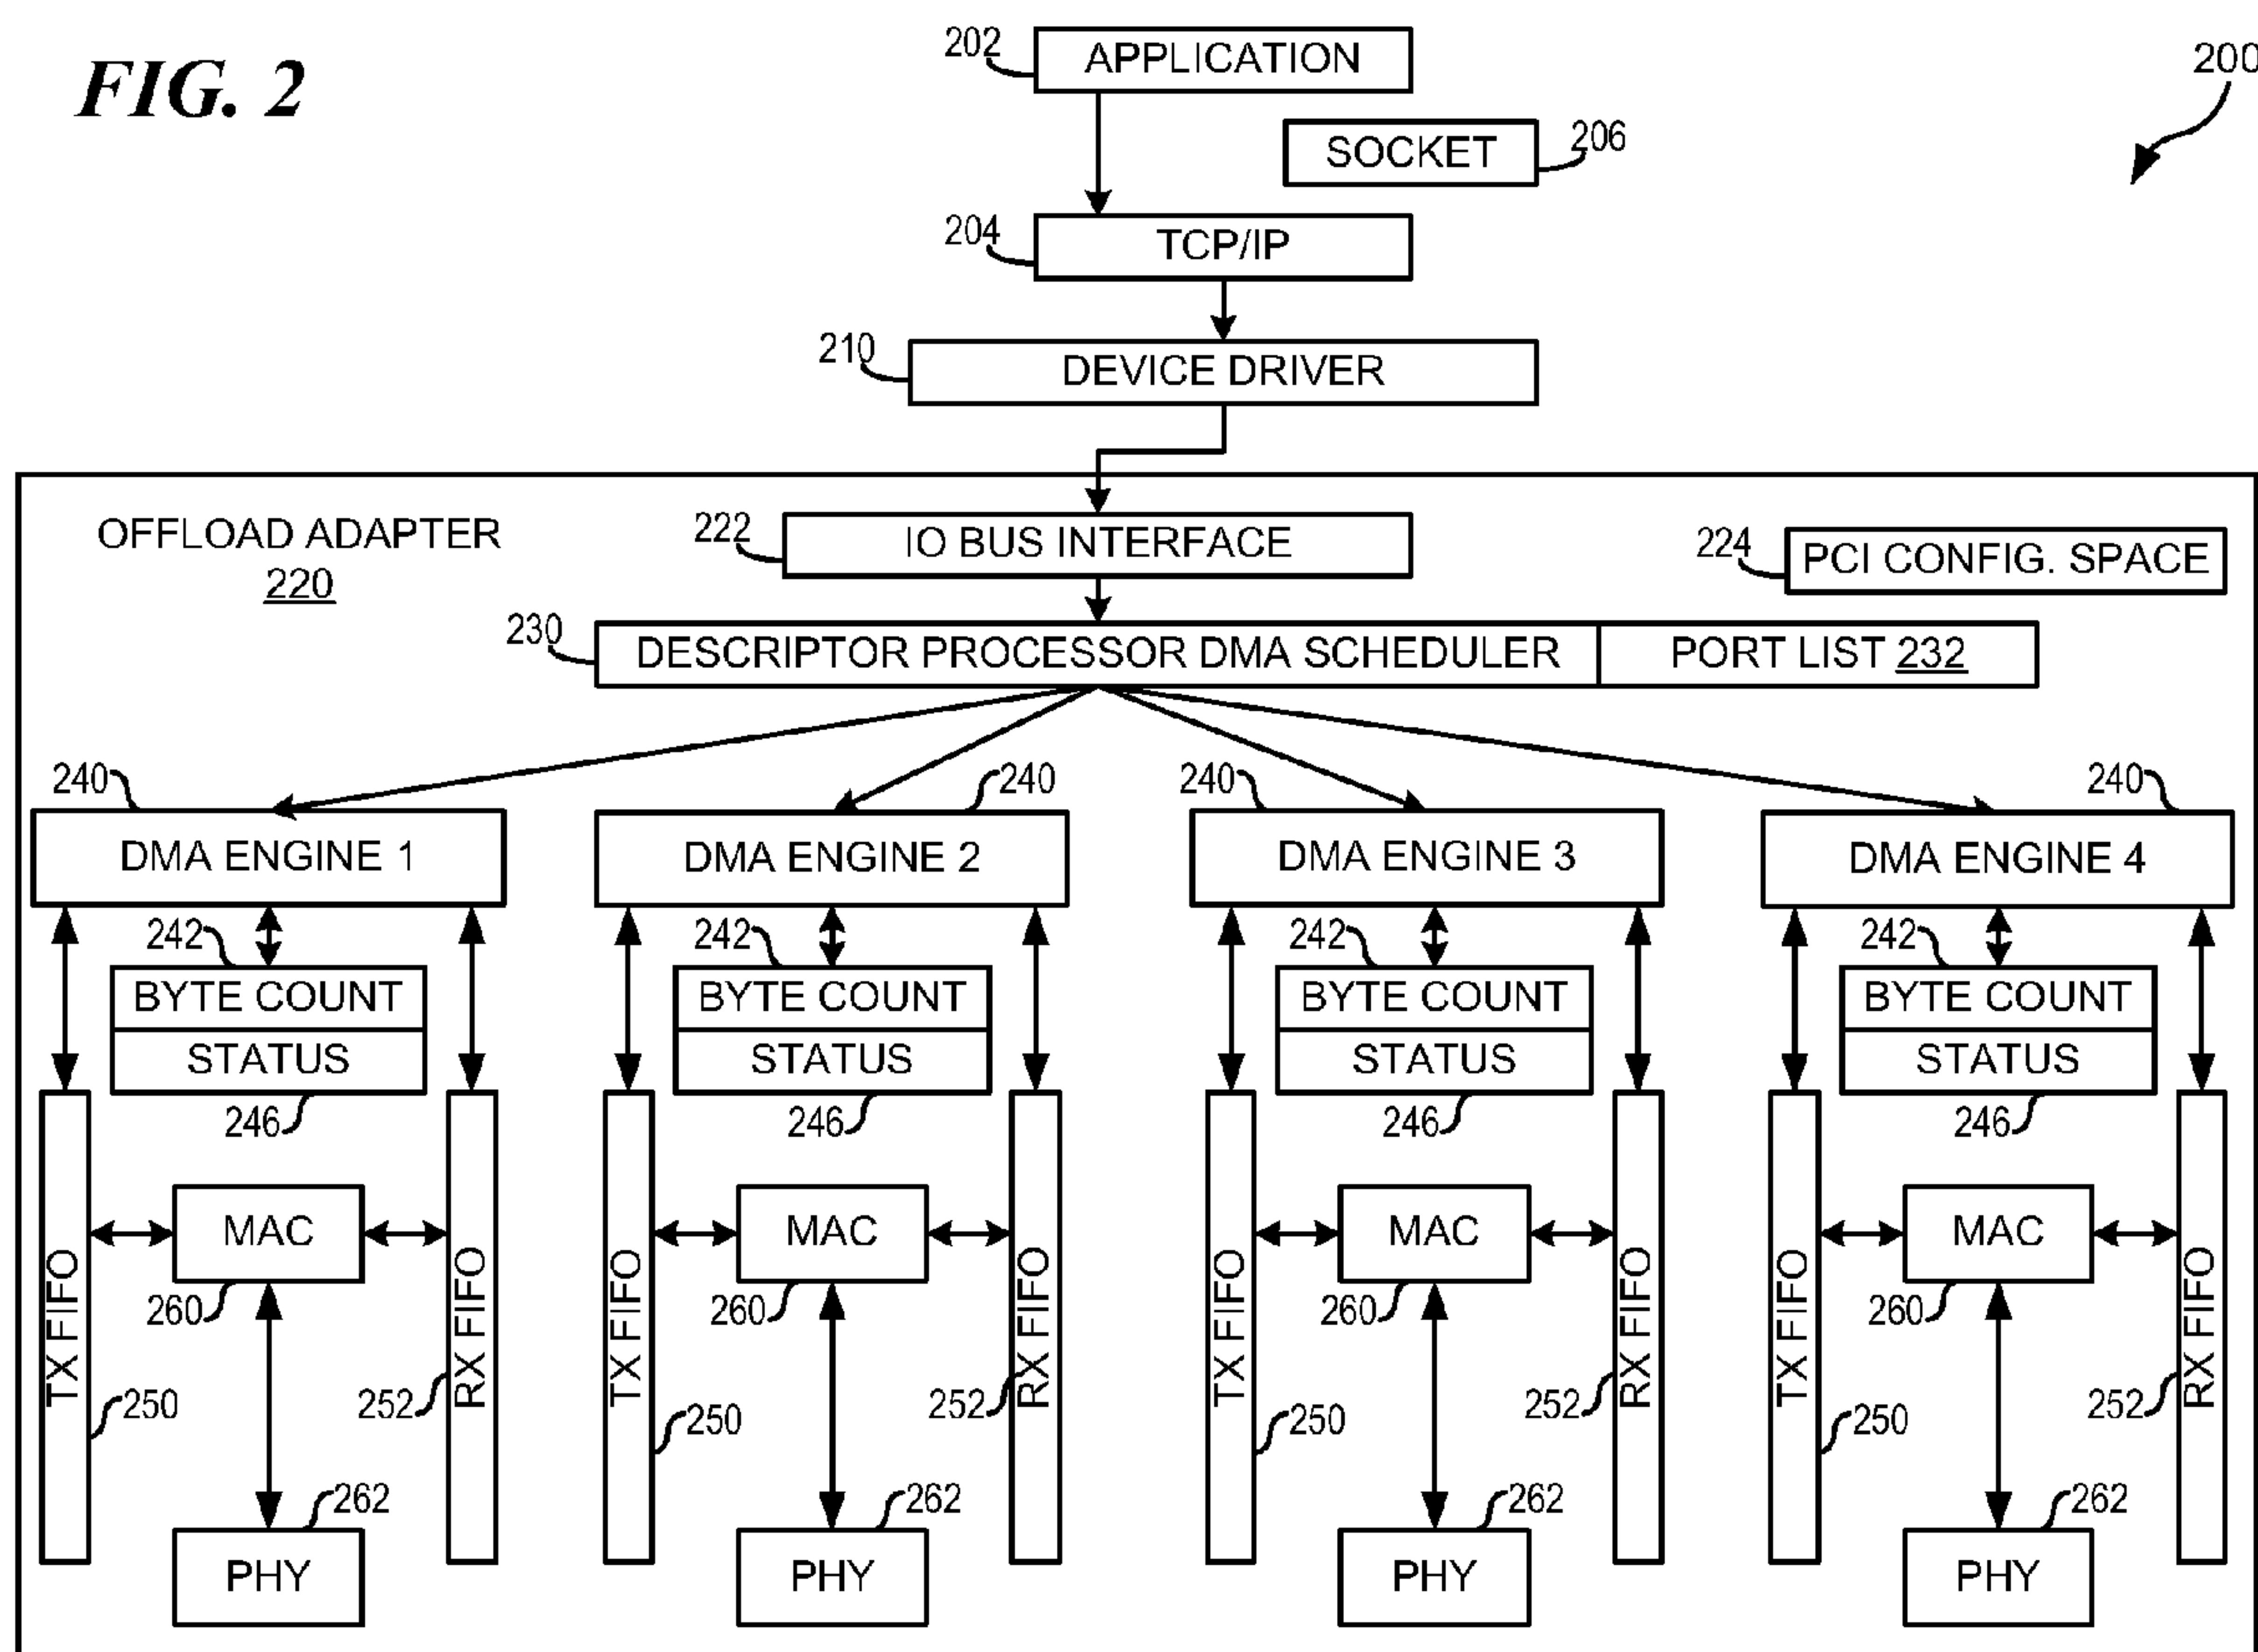 FIG. 2
200
202 APPLICATION
SOCKET 206
204 TCP/IP
210 DEVICE DRIVER
OFFLOAD ADAPTER
220
222 IO BUS INTERFACE
224 PCI CONFIG. SPACE
230 DESCRIPTOR PROCESSOR DMA SCHEDULER PORT LIST 232
240 240 240 240
DMA ENGINE 1 DMA ENGINE 2 DMA ENGINE 3 DMA ENGINE 4
242 242 242 242
BYTE COUNT BYTE COUNT BYTE COUNT BYTE COUNT
STATUS STATUS STATUS STATUS
246 246 246 246
MAC MAC MAC MAC
260 260 260 260
TX FIFO RX FIFO TX FIFO RX FIFO TX FIFO RX FIFO TX FIFO RX FIFO
250 252 250 252 250 252 250 252
262 262 262 262
PHY PHY PHY PHY